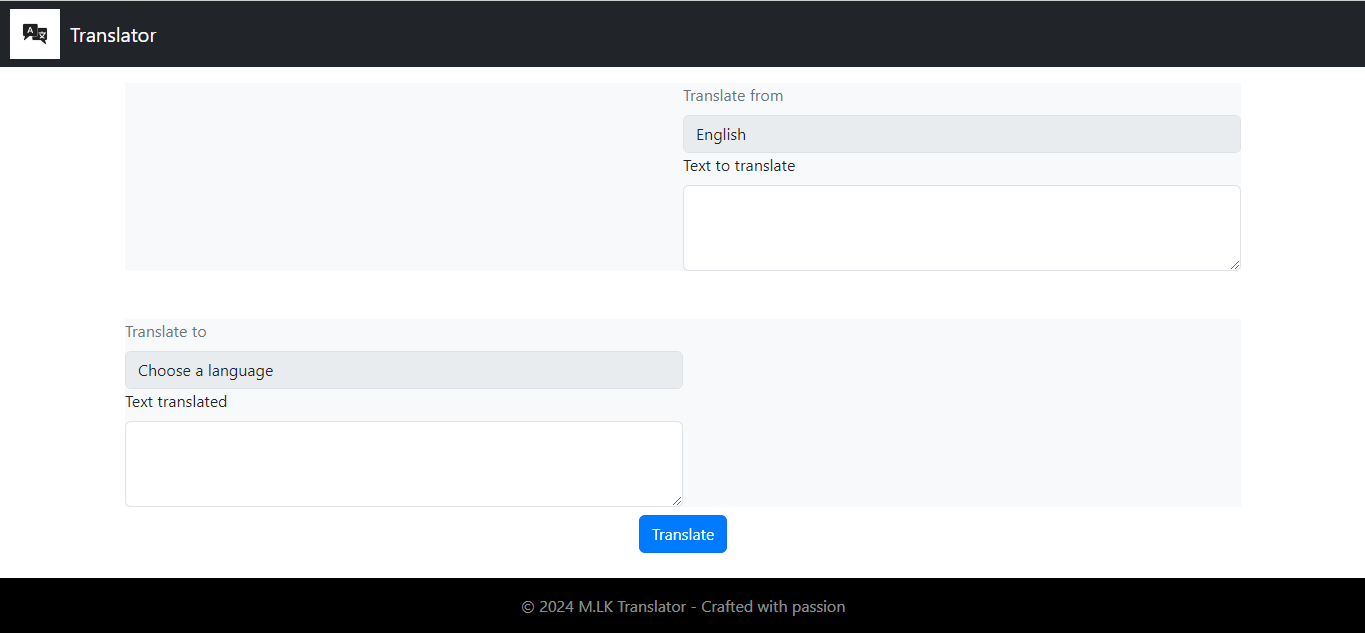 A 文
Translator
Translate from
English
Text to translate
Translate to
Choose a language
Text translated
Translate
© 2024 M.LK Translator - Crafted with passion